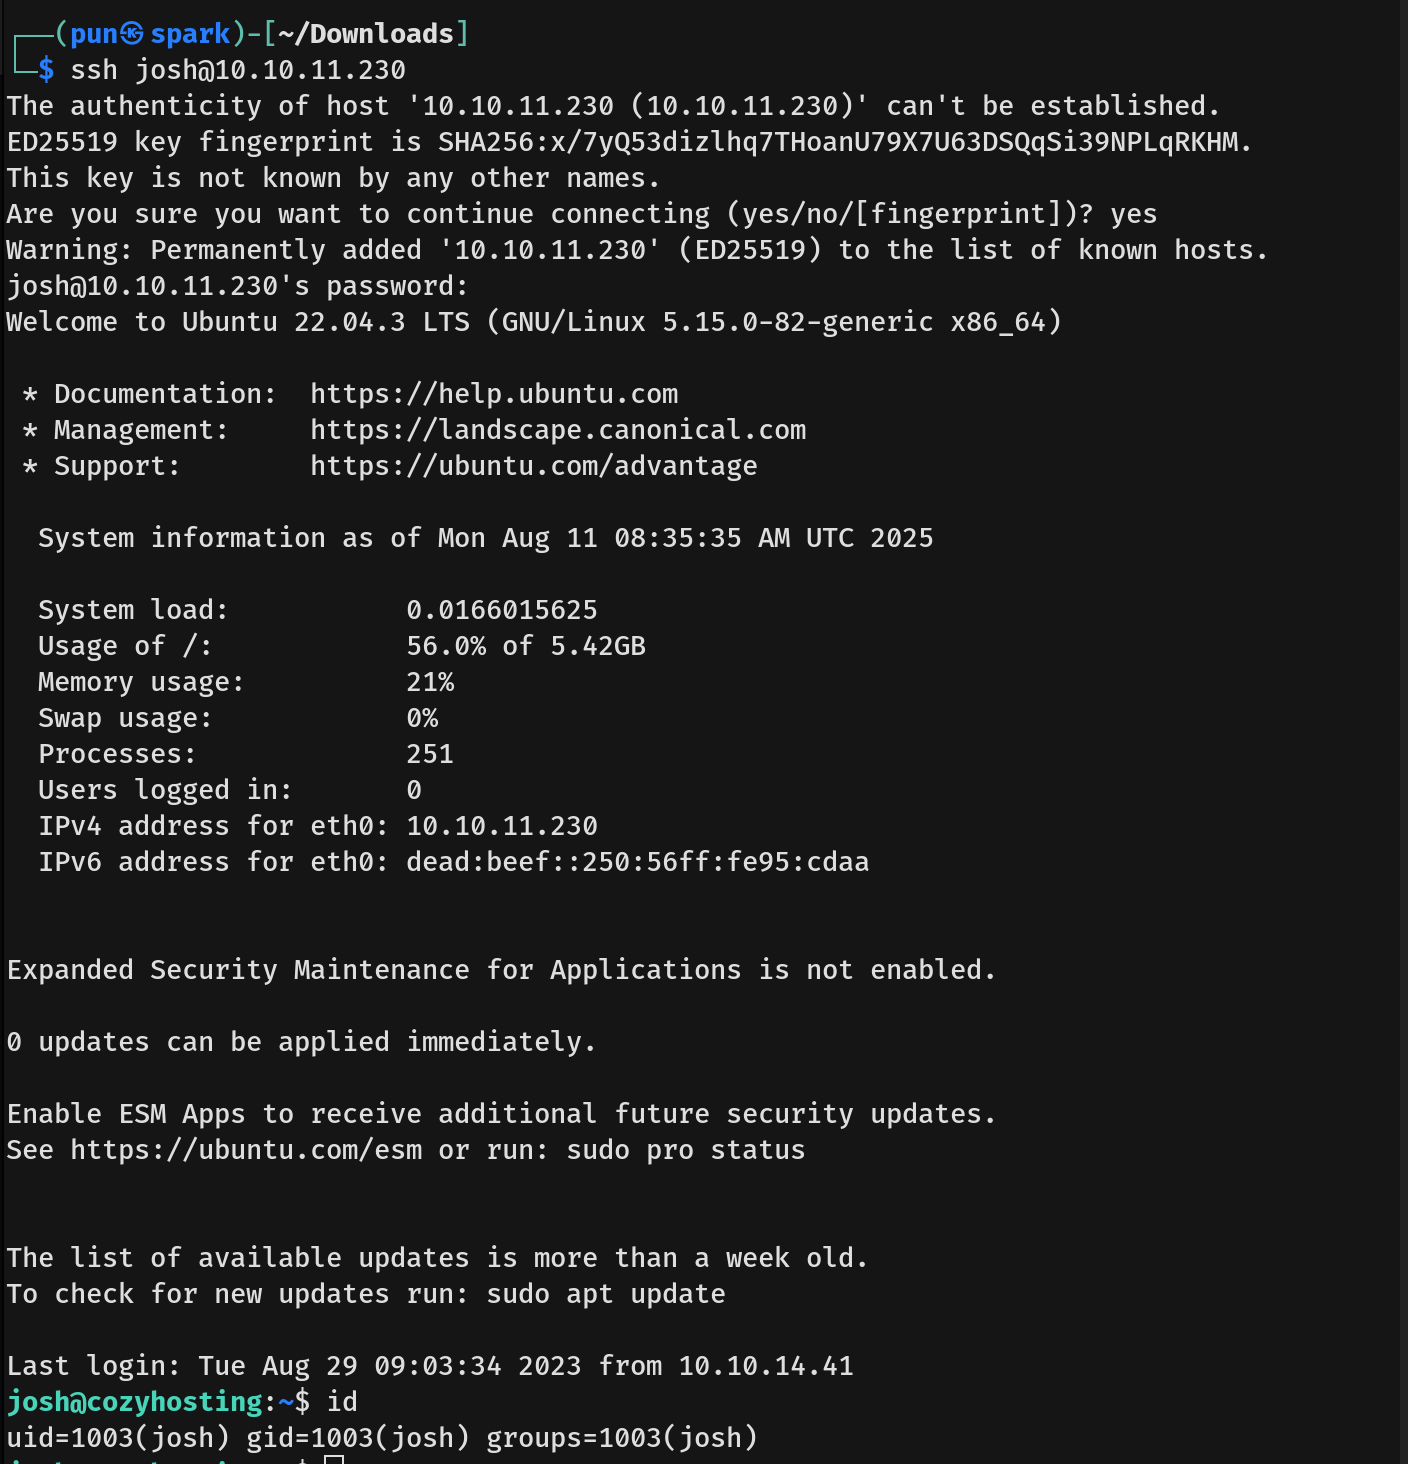 ┌──(pun㉿spark)-[~/Downloads]
└─$ ssh josh@10.10.11.230
The authenticity of host '10.10.11.230 (10.10.11.230)' can't be established.
ED25519 key fingerprint is SHA256:x/7yQ53dizlhq7THoanU79X7U63DSQqSi39NPLqRKHM.
This key is not known by any other names.
Are you sure you want to continue connecting (yes/no/[fingerprint])? yes
Warning: Permanently added '10.10.11.230' (ED25519) to the list of known hosts.
josh@10.10.11.230's password:
Welcome to Ubuntu 22.04.3 LTS (GNU/Linux 5.15.0-82-generic x86_64)
* Documentation:  https://help.ubuntu.com
* Management:     https://landscape.canonical.com
* Support:        https://ubuntu.com/advantage
System information as of Mon Aug 11 08:35:35 AM UTC 2025
System load:           0.0166015625
Usage of /:            56.0% of 5.42GB
Memory usage:          21%
Swap usage:            0%
Processes:             251
Users logged in:       0
IPv4 address for eth0: 10.10.11.230
IPv6 address for eth0: dead:beef::250:56ff:fe95:cdaa
Expanded Security Maintenance for Applications is not enabled.
0 updates can be applied immediately.
Enable ESM Apps to receive additional future security updates.
See https://ubuntu.com/esm or run: sudo pro status
The list of available updates is more than a week old.
To check for new updates run: sudo apt update
Last login: Tue Aug 29 09:03:34 2023 from 10.10.14.41
josh@cozyhosting:~$ id
uid=1003(josh) gid=1003(josh) groups=1003(josh)